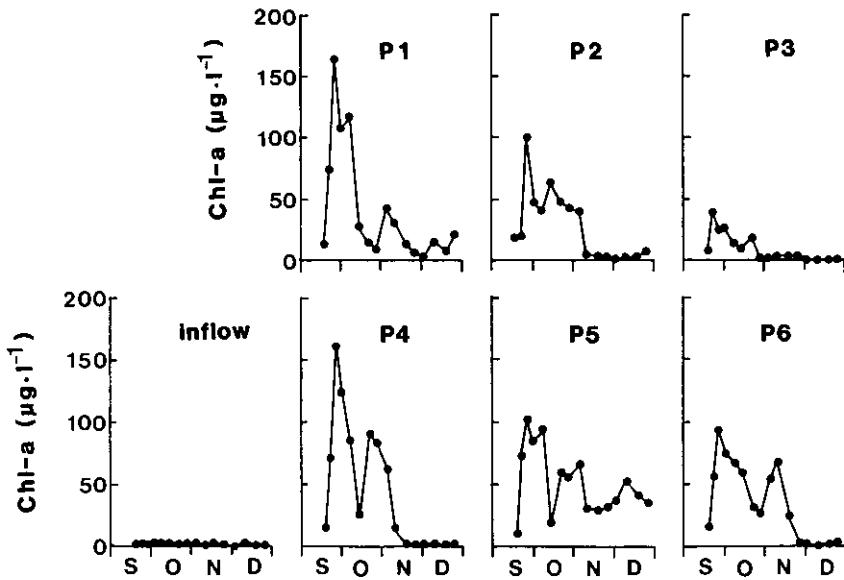 P1
P2
P3
Chl-a (µg·l⁻¹)
200
150
100
50
0
inflow
P4
P5
P6
Chl-a (µg·l⁻¹)
200
150
100
50
0
S O N D
S O N D
S O N D
S O N D